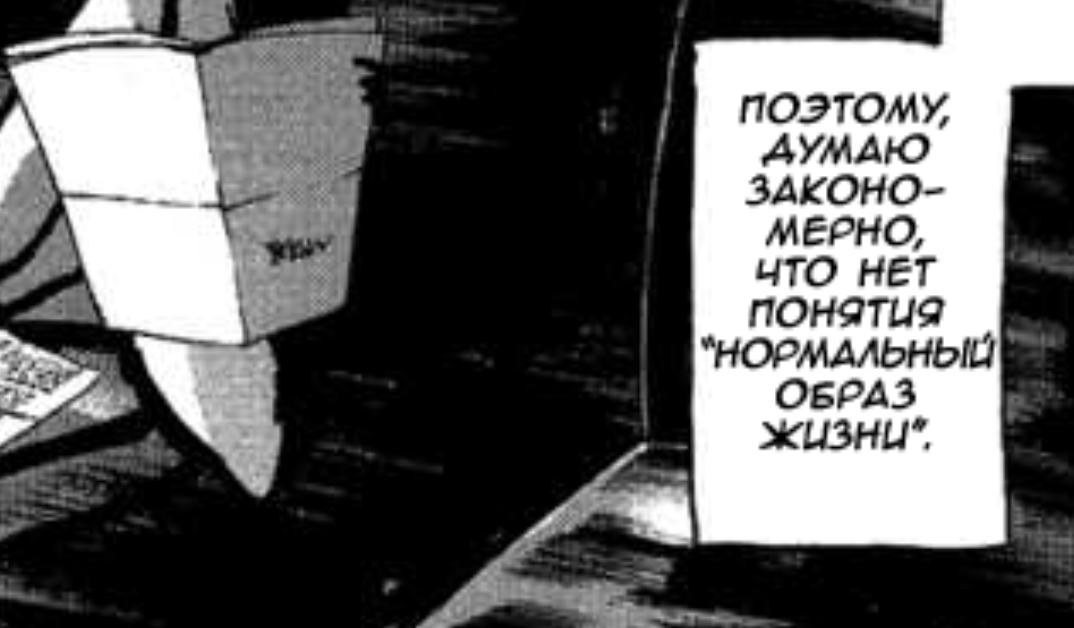 ПОЭТОМУ,
ДУМАЮ
ЗАКОНО-
МЕРНО,
ЧТО НЕТ
ПОНЯТИЯ
"НОРМАЛЬНЫЙ
ОБРАЗ
ЖИЗНИ".